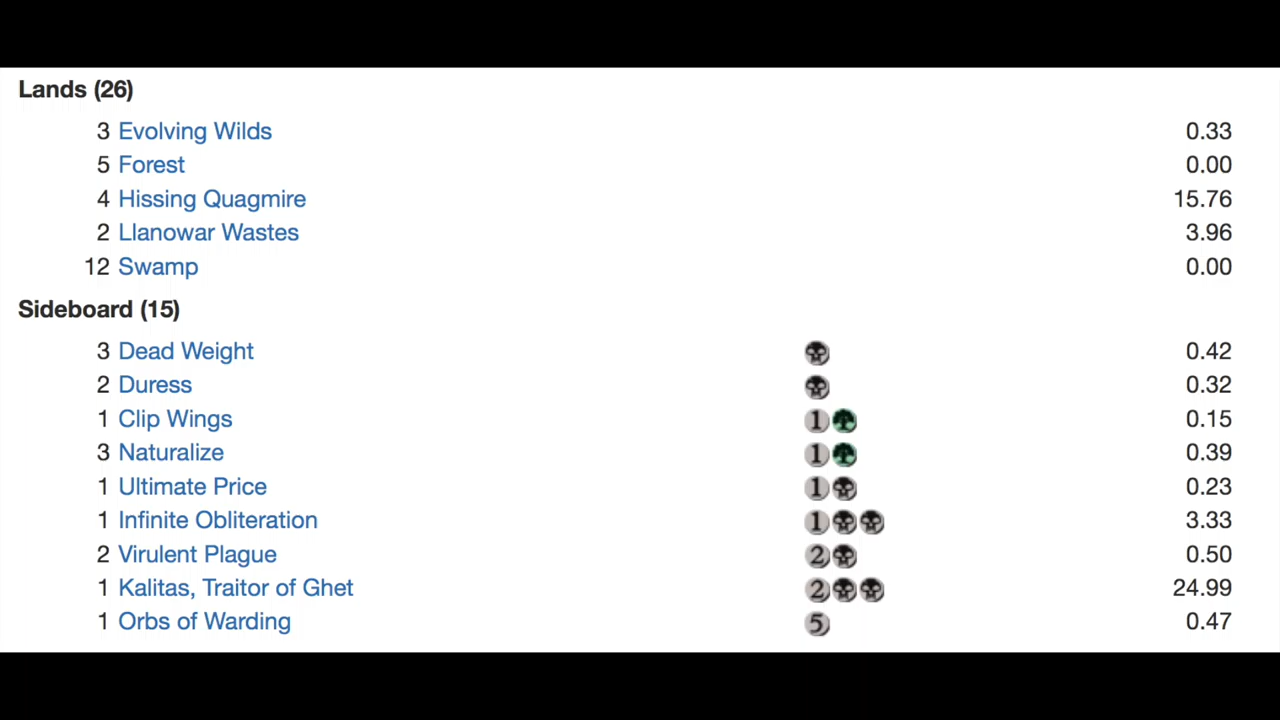 Lands (26)
3 Evolving Wilds 0.33
5 Forest 0.00
4 Hissing Quagmire 15.76
2 Llanowar Wastes 3.96
12 Swamp 0.00
Sideboard (15)
3 Dead Weight 0.42
2 Duress 0.32
1 Clip Wings 1 0.15
3 Naturalize 1 0.39
1 Ultimate Price 1 0.23
1 Infinite Obliteration 1 3.33
2 Virulent Plague 2 0.50
1 Kalitas, Traitor of Ghet 2 24.99
1 Orbs of Warding 5 0.47